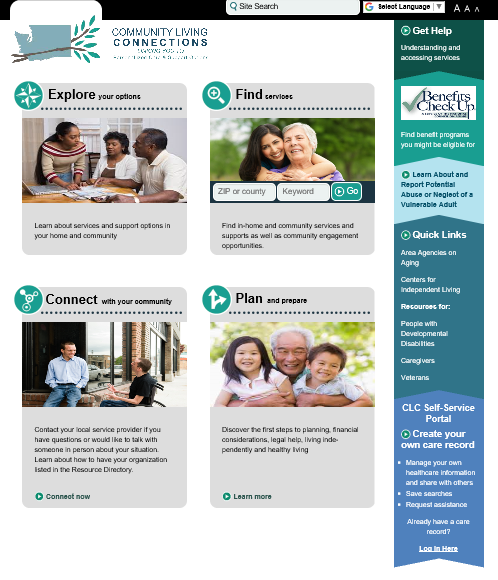 Site Search
Select Language
A A A
COMMUNITY LIVING
CONNECTIONS
Explore your options
Learn about services and support options in
your home and community
Find services
ZIP or county
Keyword
Go
Find in-home and community services and
supports as well as community engagement
opportunities.
Connect with your community
Contact your local service provider if you
have questions or would like to talk with
someone in person about your situation.
Learn about how to have your organization
listed in the Resource Directory.
Connect now
Plan and prepare
Discover the first steps to planning, financial
considerations, legal help, living inde-
pendently and healthy living
Learn more
Get Help
Understanding and
accessing services
Benefits
CheckUp
Find benefit programs
you might be eligible for
Learn About and
Report Potential
Abuse or Neglect of a
Vulnerable Adult
Quick Links
Area Agencies on
Aging
Centers for
Independent Living
Resources for:
People with
Developmental
Disabilities
Caregivers
Veterans
CLC Self-Service
Portal
Create your
own care record
Manage your own
healthcare information
and share with others
Save searches
Request assistance
Already have a care
record?
Log In Here